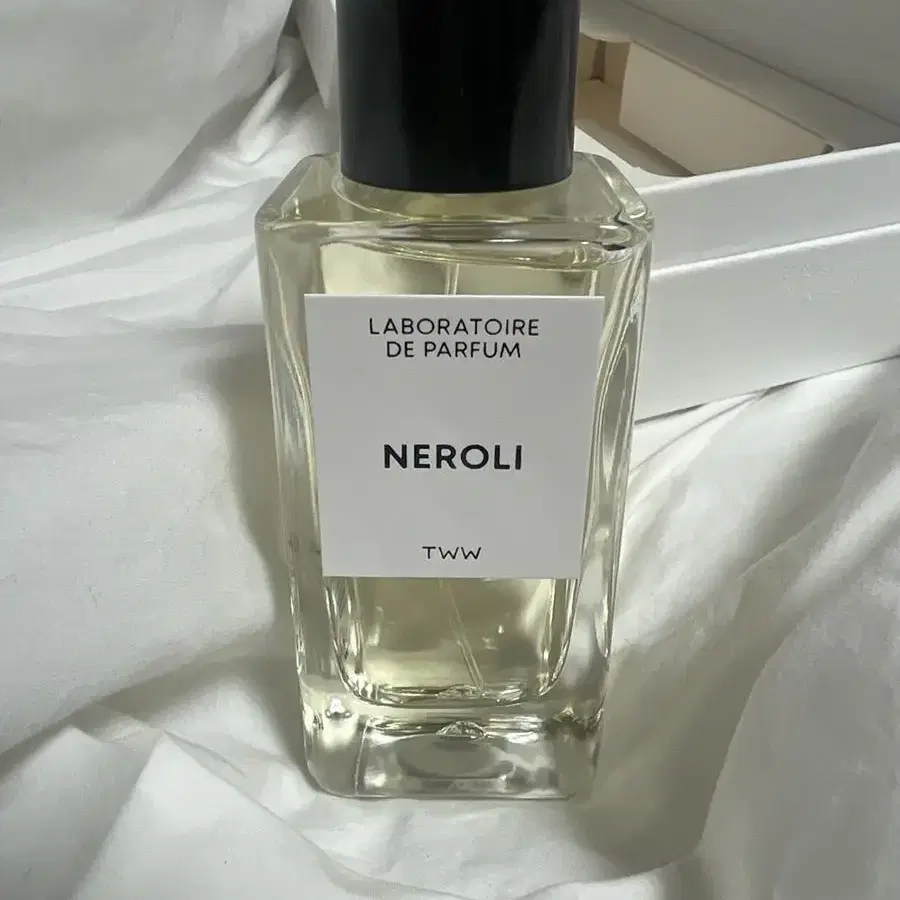 LABORATOIRE
DE PARFUM
NEROLI
TWW